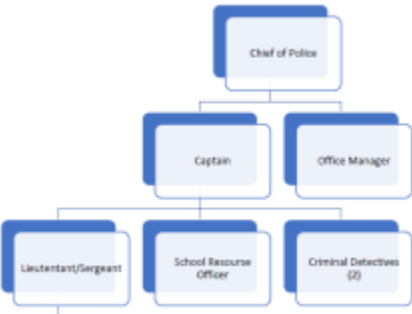 Chief of Police
Captain
Office Manager
Lieutentant/Sergeant
School Resourse
Officer
Criminal Detectives
(2)